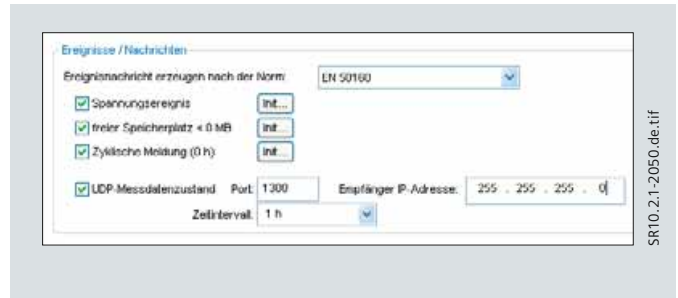 Ereignisse / Nachrichten
Ereignisnachricht erzeugen nach der Norm: EN 50160
Spannungsereignis Init...
freier Speicherplatz < 0 MB Init...
Zyklische Meldung (0 h) Init...
UDP-Messdatenzustand Port: 1300 Empfänger IP-Adresse: 255 . 255 . 255 . 0
Zeitintervall: 1 h
SR10.2.1-2050.de.tif